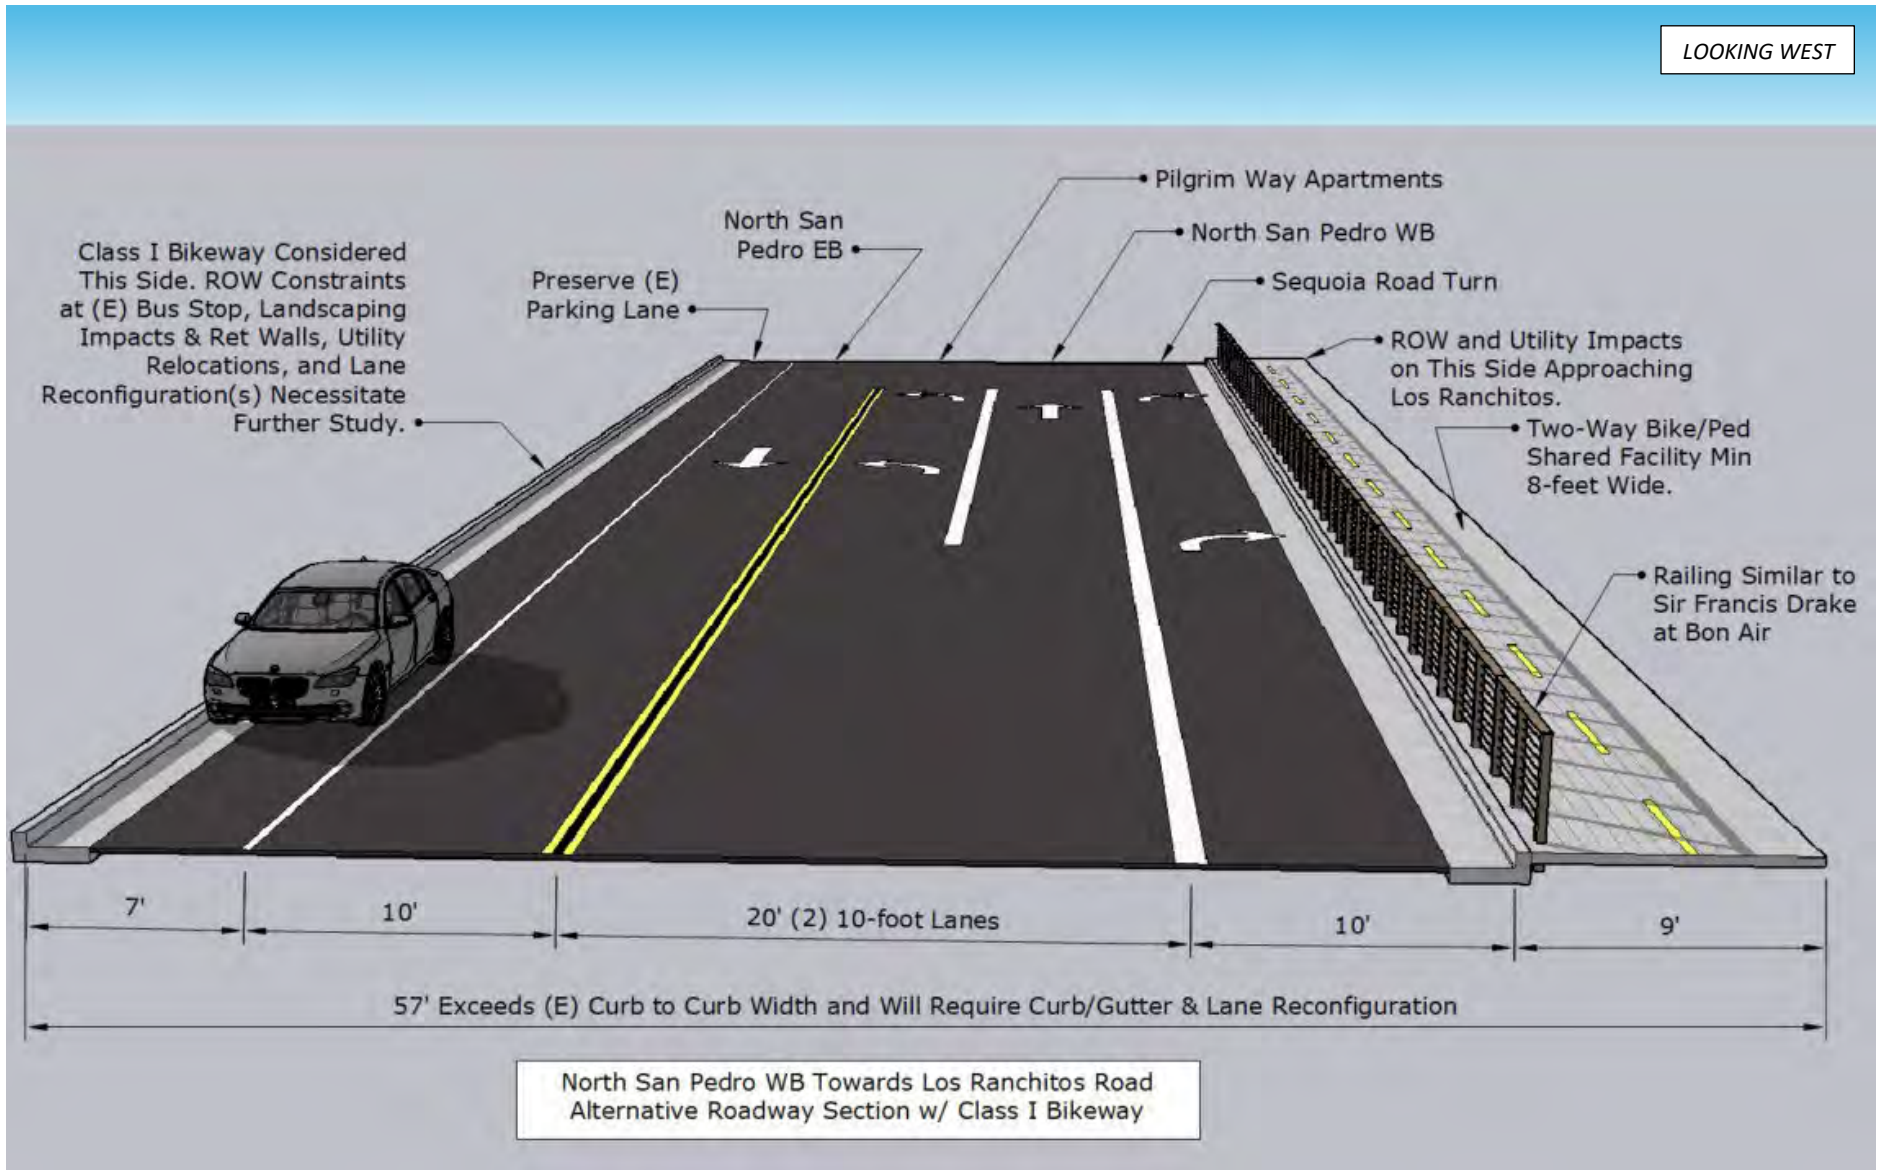 LOOKING WEST
Pilgrim Way Apartments
North San
Pedro EB
North San Pedro WB
Class I Bikeway Considered
This Side. ROW Constraints
at (E) Bus Stop, Landscaping
Impacts & Ret Walls, Utility
Relocations, and Lane
Reconfiguration(s) Necessitate
Further Study.
Preserve (E)
Parking Lane
Sequoia Road Turn
ROW and Utility Impacts
on This Side Approaching
Los Ranchitos.
Two-Way Bike/Ped
Shared Facility Min
8-feet Wide.
Railing Similar to
Sir Francis Drake
at Bon Air
7'
10'
20' (2) 10-foot Lanes
10'
9'
57' Exceeds (E) Curb to Curb Width and Will Require Curb/Gutter & Lane Reconfiguration
North San Pedro WB Towards Los Ranchitos Road
Alternative Roadway Section w/ Class I Bikeway